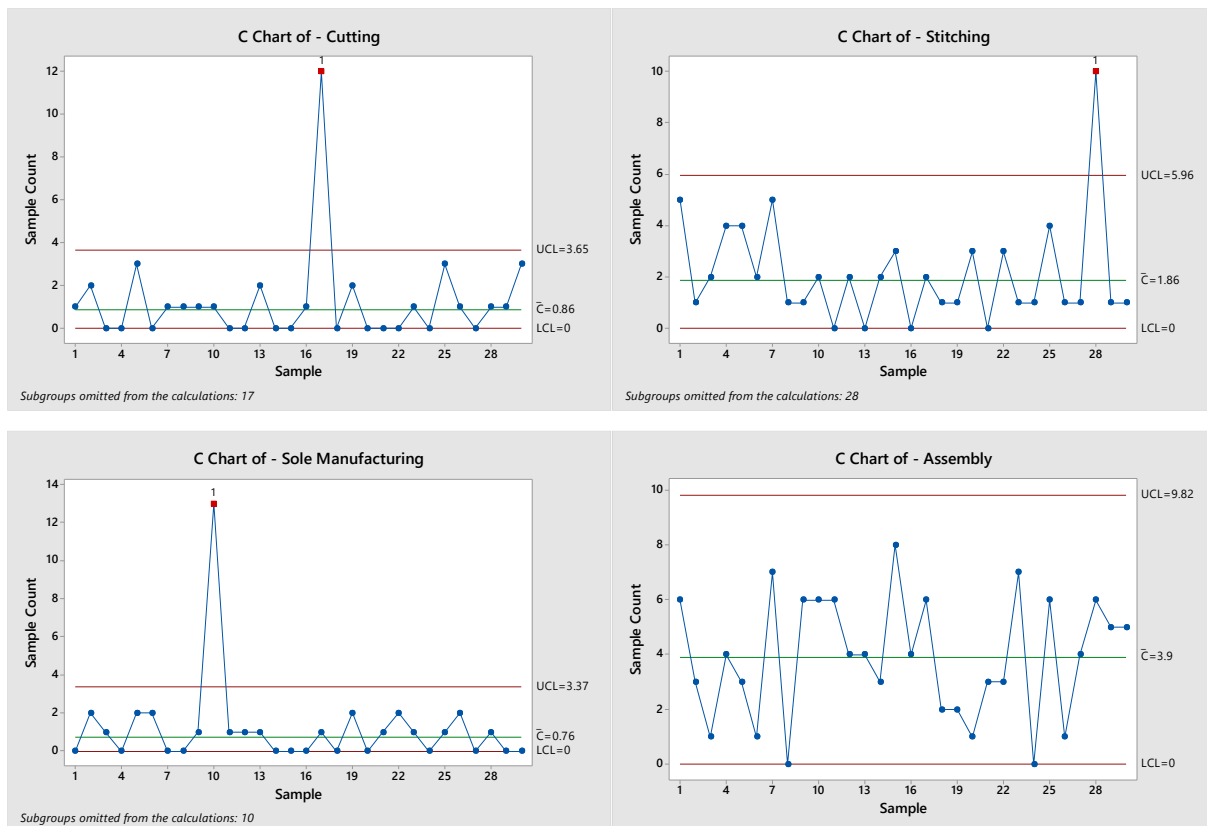 C Chart of - Cutting
1
12
10
8
6
4
2
0
Sample Count
UCL=3.65
C̅=0.86
LCL=0
1 4 7 10 13 16 19 22 25 28
Sample
Subgroups omitted from the calculations: 17
C Chart of - Stitching
1
10
8
6
4
2
0
Sample Count
UCL=5.96
C̅=1.86
LCL=0
1 4 7 10 13 16 19 22 25 28
Sample
Subgroups omitted from the calculations: 28
C Chart of - Sole Manufacturing
1
14
12
10
8
6
4
2
0
Sample Count
UCL=3.37
C̅=0.76
LCL=0
1 4 7 10 13 16 19 22 25 28
Sample
Subgroups omitted from the calculations: 10
C Chart of - Assembly
10
8
6
4
2
0
Sample Count
UCL=9.82
C̅=3.9
LCL=0
1 4 7 10 13 16 19 22 25 28
Sample